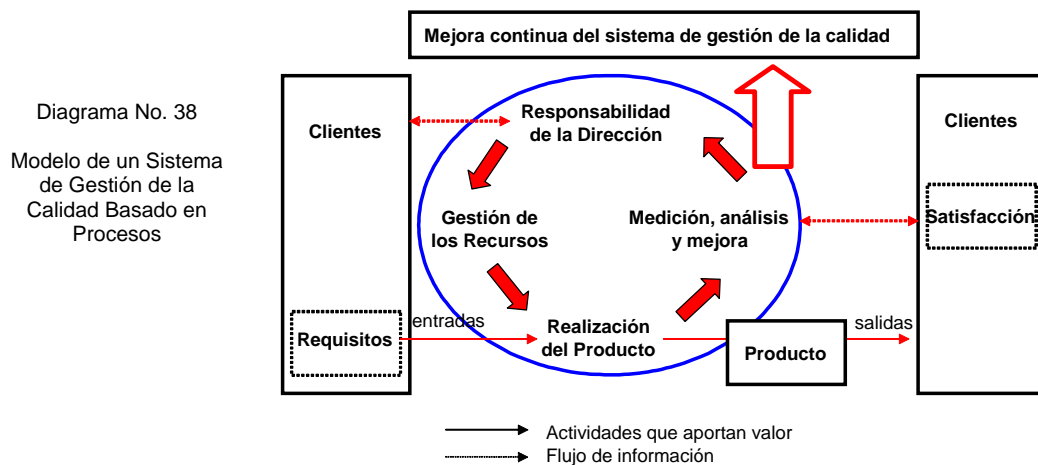 Mejora continua del sistema de gestión de la calidad
Diagrama No. 38
Modelo de un Sistema
de Gestión de la
Calidad Basado en
Procesos
Clientes
Responsabilidad
de la Dirección
Clientes
Gestión de
los Recursos
Medición, análisis
y mejora
Satisfacción
Requisitos
entradas
Realización
del Producto
Producto
salidas
Actividades que aportan valor
Flujo de información